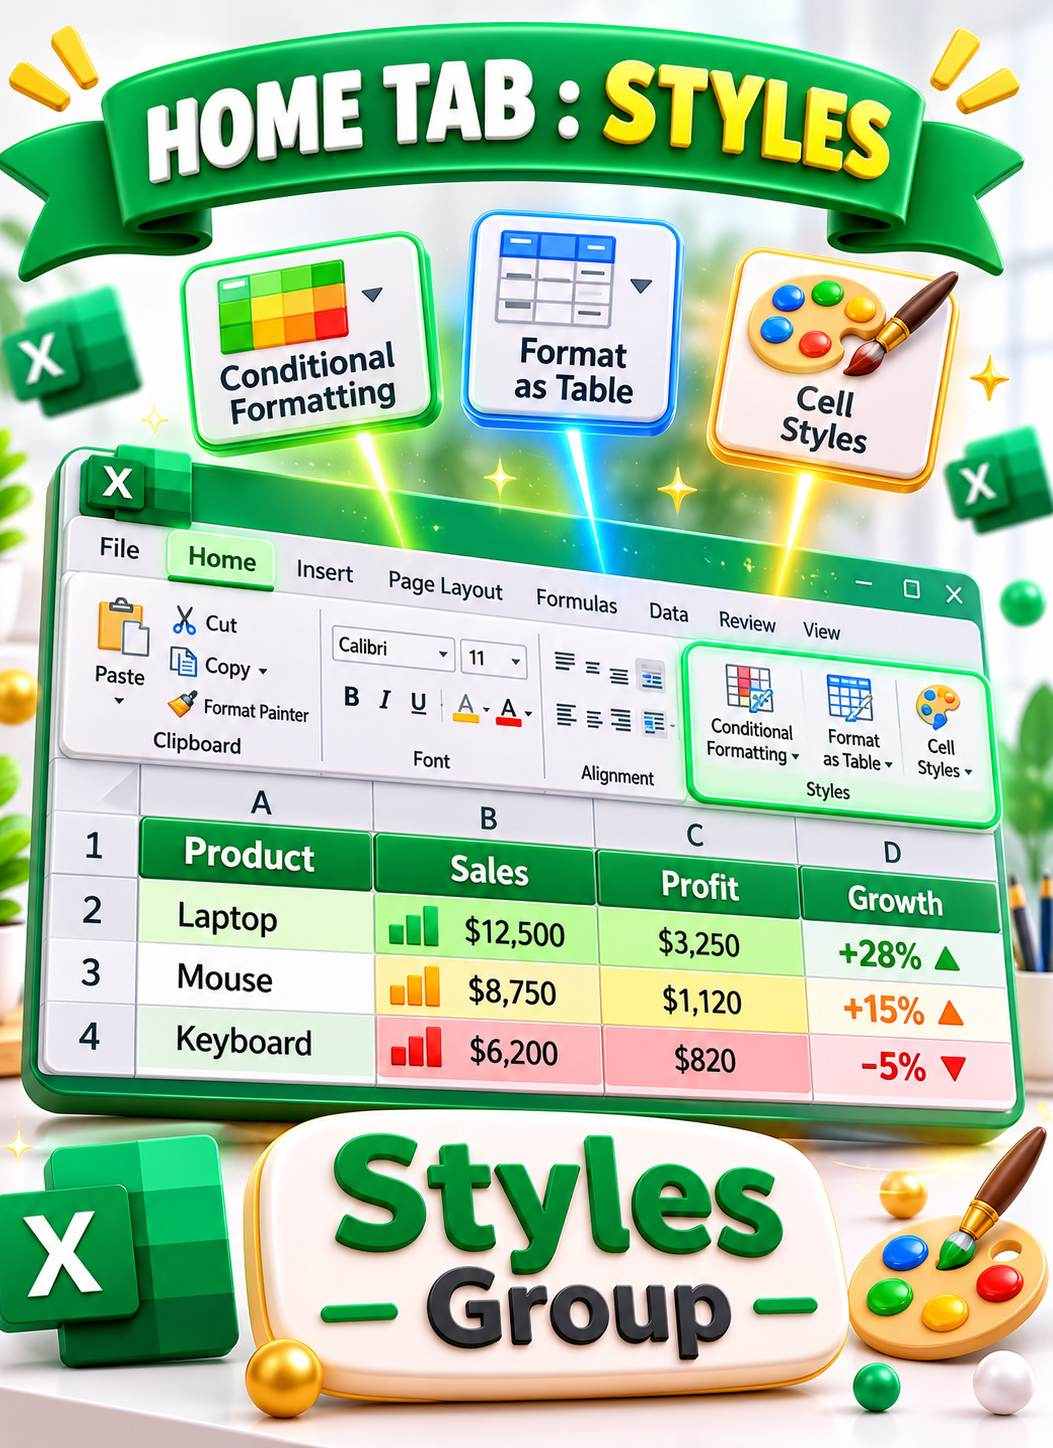 HOME TAB : STYLES
Conditional
Formatting
Format
as Table
Cell
Styles
X
X
X
File Home Insert Page Layout Formulas Data Review View
Paste
Cut
Copy
Format Painter
Clipboard
Calibri 11
B I U A A
Font
Alignment
Conditional
Formatting
Format
as Table
Cell
Styles
Styles
A B C D
1 Product Sales Profit Growth
2 Laptop $12,500 $3,250 +28%
3 Mouse $8,750 $1,120 +15%
4 Keyboard $6,200 $820 -5%
X
Styles
Group